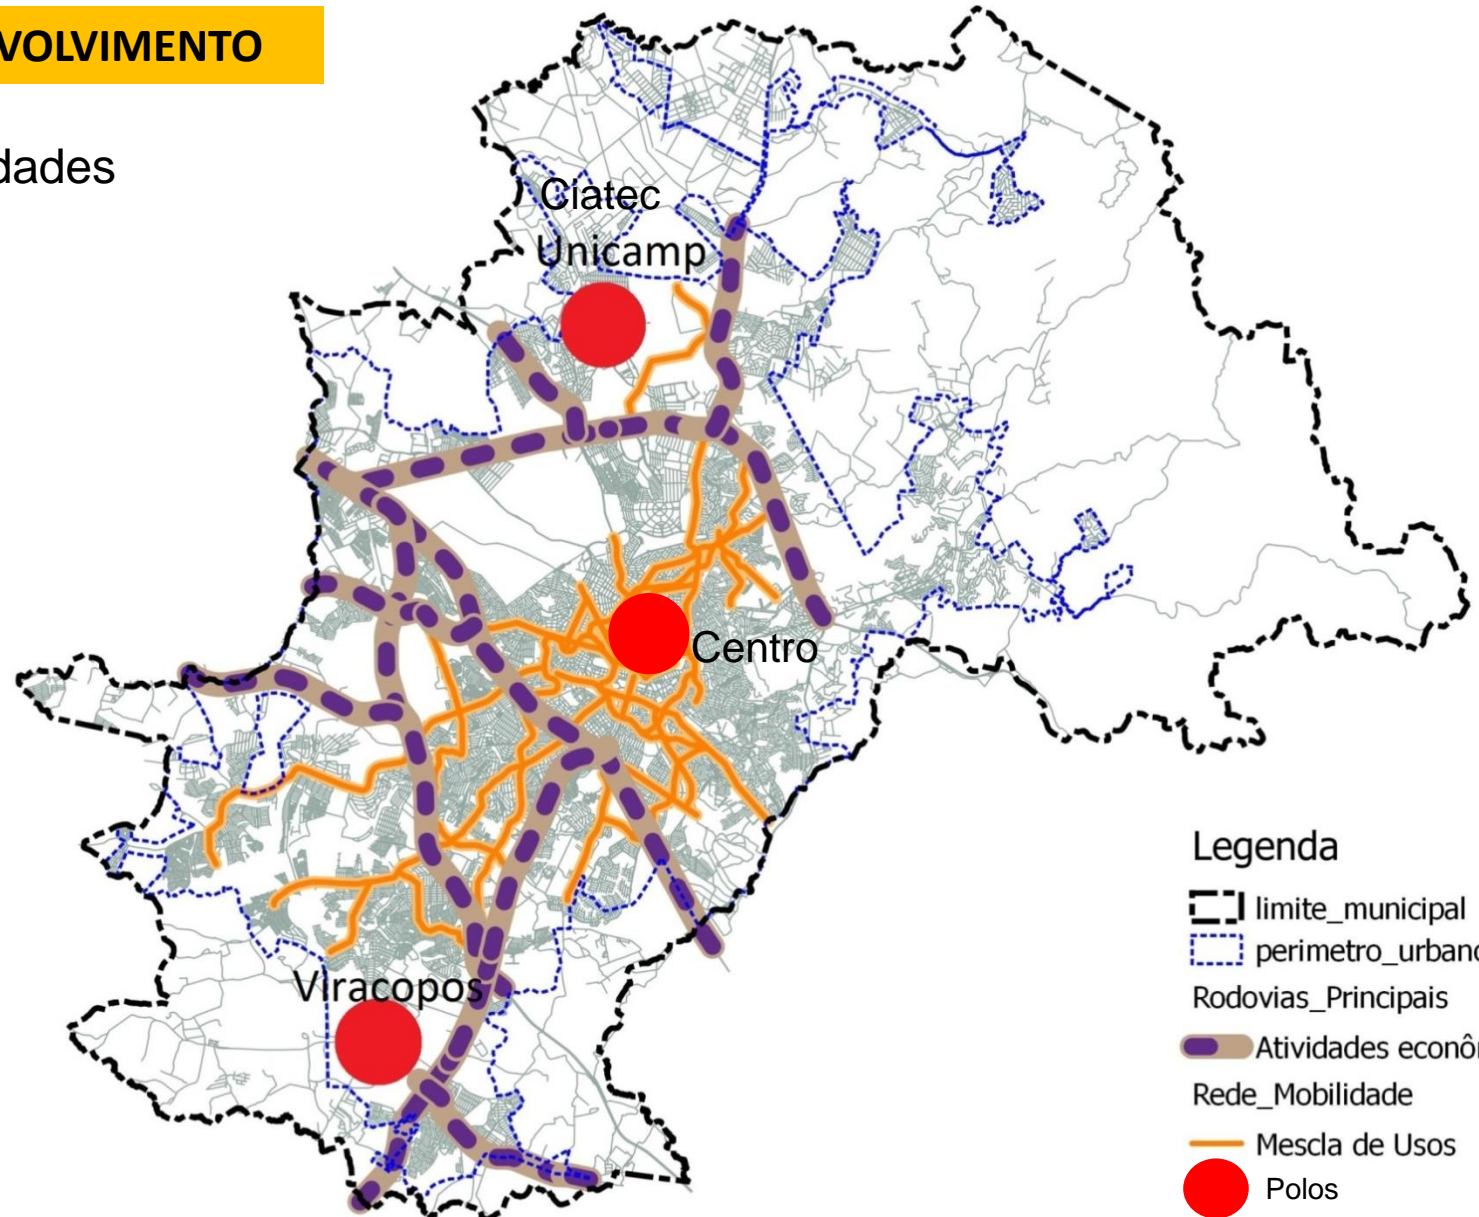 VOLVIMENTO
dades
Ciatec
Unicamp
Centro
Viracopos
Legenda
limite_municipal
perimetro_urbano
Rodovias_Principais
Atividades econô
Rede_Mobilidade
Mescla de Usos
Polos